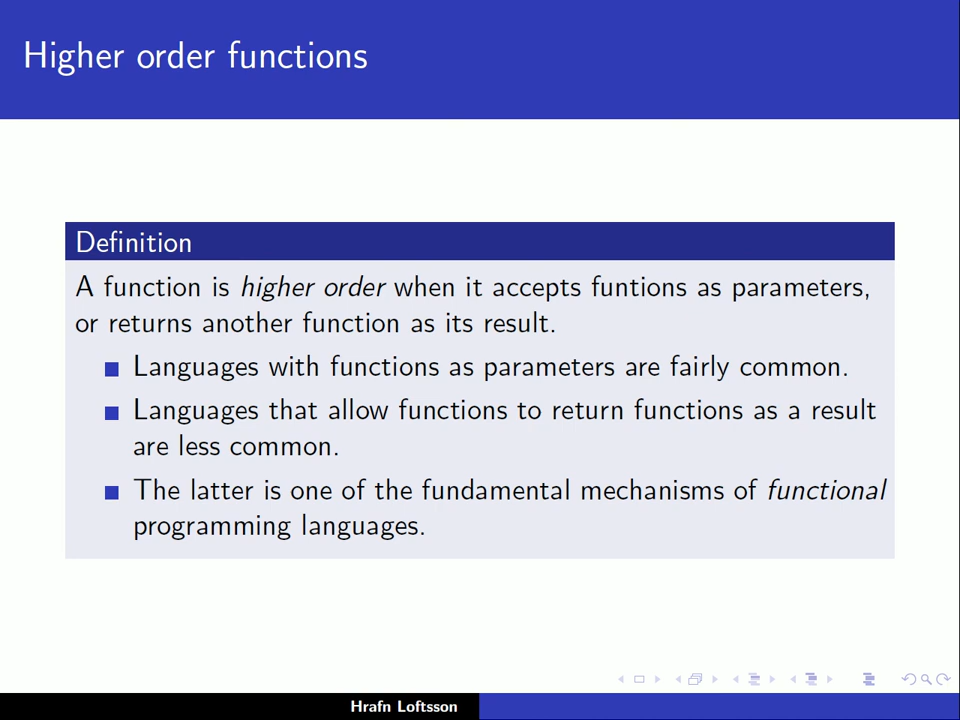 Higher order functions
Definition
A function is higher order when it accepts funtions as parameters,
or returns another function as its result.
Languages with functions as parameters are fairly common.
Languages that allow functions to return functions as a result
are less common.
The latter is one of the fundamental mechanisms of functional
programming languages.
Hrafn Loftsson